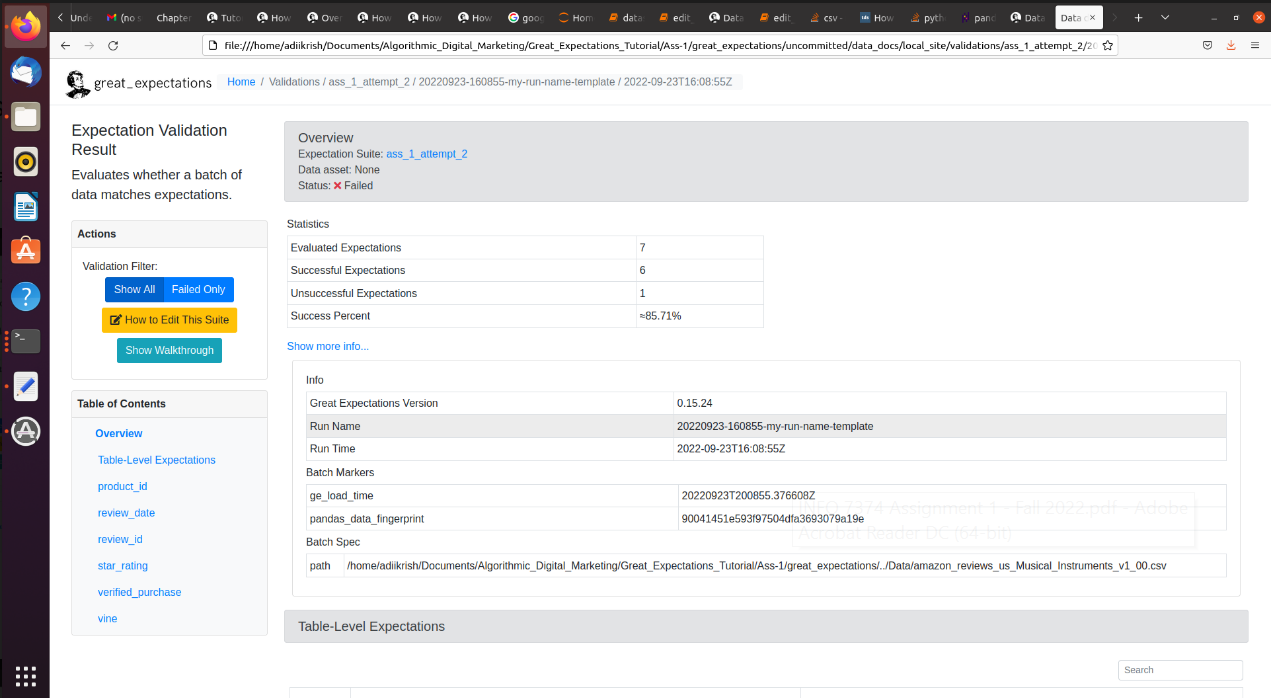 Unde
(no s
Chapter
Tuto
How
Over
How
How
How
goog
Hom
data
edit_
Data
edit_
csv -
How
pyth
pand
Data
Data c
file:///home/adiikrish/Documents/Algorithmic_Digital_Marketing/Great_Expectations_Tutorial/Ass-1/great_expectations/uncommitted/data_docs/local_site/validations/ass_1_attempt_2/20
great_expectations
Home / Validations / ass_1_attempt_2 / 20220923-160855-my-run-name-template / 2022-09-23T16:08:55Z
Expectation Validation
Result
Evaluates whether a batch of
data matches expectations.
Actions
Validation Filter:
Show All Failed Only
How to Edit This Suite
Show Walkthrough
Table of Contents
Overview
Table-Level Expectations
product_id
review_date
review_id
star_rating
verified_purchase
vine
Overview
Expectation Suite: ass_1_attempt_2
Data asset: None
Status: Failed
Statistics
Evaluated Expectations 7
Successful Expectations 6
Unsuccessful Expectations 1
Success Percent ≈85.71%
Show more info...
Info
Great Expectations Version 0.15.24
Run Name 20220923-160855-my-run-name-template
Run Time 2022-09-23T16:08:55Z
Batch Markers
ge_load_time 20220923T200855.376608Z
pandas_data_fingerprint 90041451e593f97504dfa3693079a19e
INFO 7374 Assignment 1 - Fall 2022.pdf - Adobe
Acrobat Reader DC (64-bit)
Batch Spec
path /home/adiikrish/Documents/Algorithmic_Digital_Marketing/Great_Expectations_Tutorial/Ass-1/great_expectations/../Data/amazon_reviews_us_Musical_Instruments_v1_00.csv
Table-Level Expectations
Search